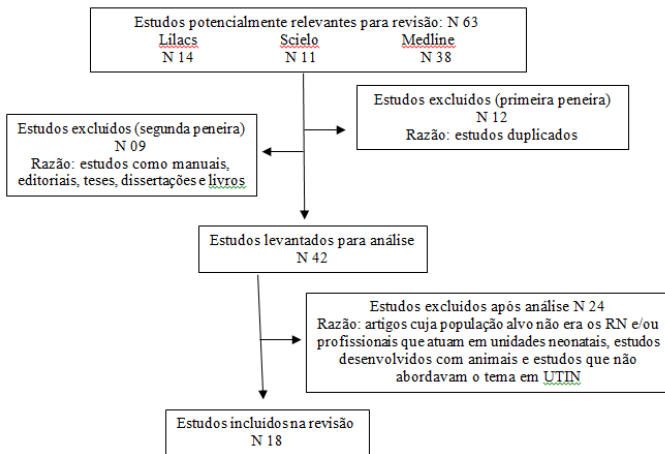 Estudos potencialmente relevantes para revisão: N 63
Lilacs Scielo Medline
N 14 N 11 N 38
Estudos excluídos (primeira peneira)
N 12
Razão: estudos duplicados
Estudos excluídos (segunda peneira)
N 09
Razão: estudos como manuais,
editoriais, teses, dissertações e livros
Estudos levantados para análise
N 42
Estudos excluídos após análise N 24
Razão: artigos cuja população alvo não era os RN e/ou
profissionais que atuam em unidades neonatais, estudos
desenvolvidos com animais e estudos que não
abordavam o tema em UTIN
Estudos incluídos na revisão
N 18